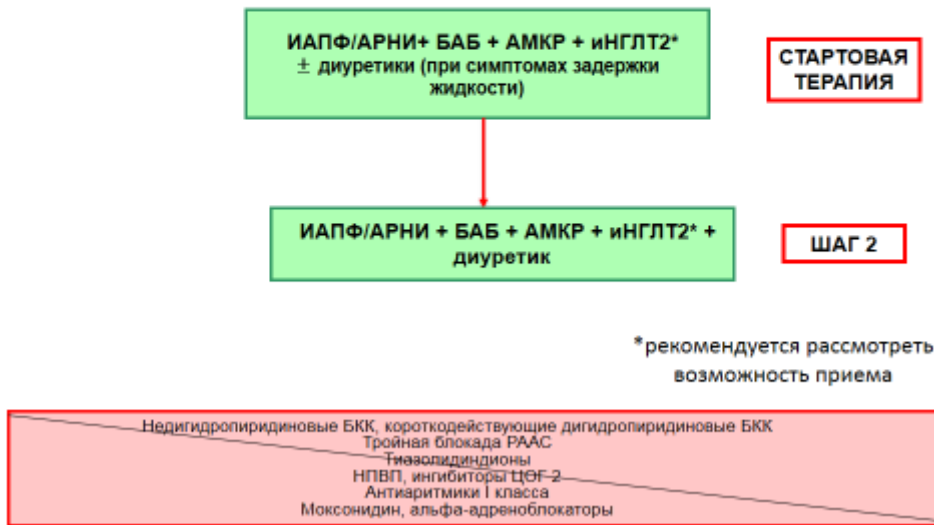 ИАПФ/АРНИ+ БАБ + АМКР + иНГЛТ2*
± диуретики (при симптомах задержки
жидкости)
СТАРТОВАЯ
ТЕРАПИЯ
ИАПФ/АРНИ + БАБ + АМКР + иНГЛТ2* +
диуретик
ШАГ 2
*рекомендуется рассмотреть
возможность приема
Недигидропиридиновые БКК, короткодействующие дигидропиридиновые БКК
Тройная блокада РААС
Тиазолидиндионы
НПВП, ингибиторы ЦОГ-2
Антиаритмики I класса
Моксонидин, альфа-адреноблокаторы